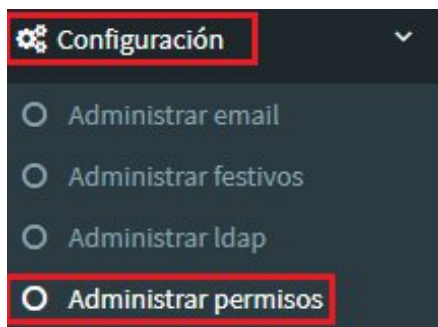 Configuración
Administrar email
Administrar festivos
Administrar ldap
Administrar permisos